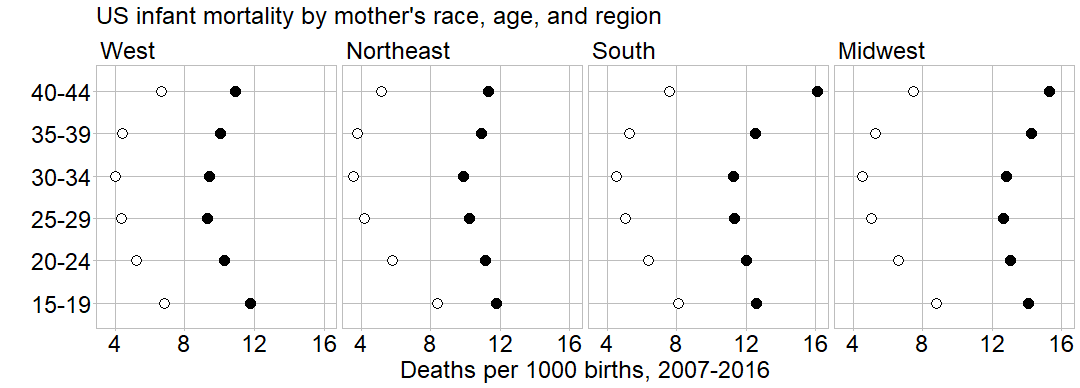 US infant mortality by mother's race, age, and region
West Northeast South Midwest
40-44
35-39
30-34
25-29
20-24
15-19
4 8 12 16 4 8 12 16 4 8 12 16 4 8 12 16
Deaths per 1000 births, 2007-2016